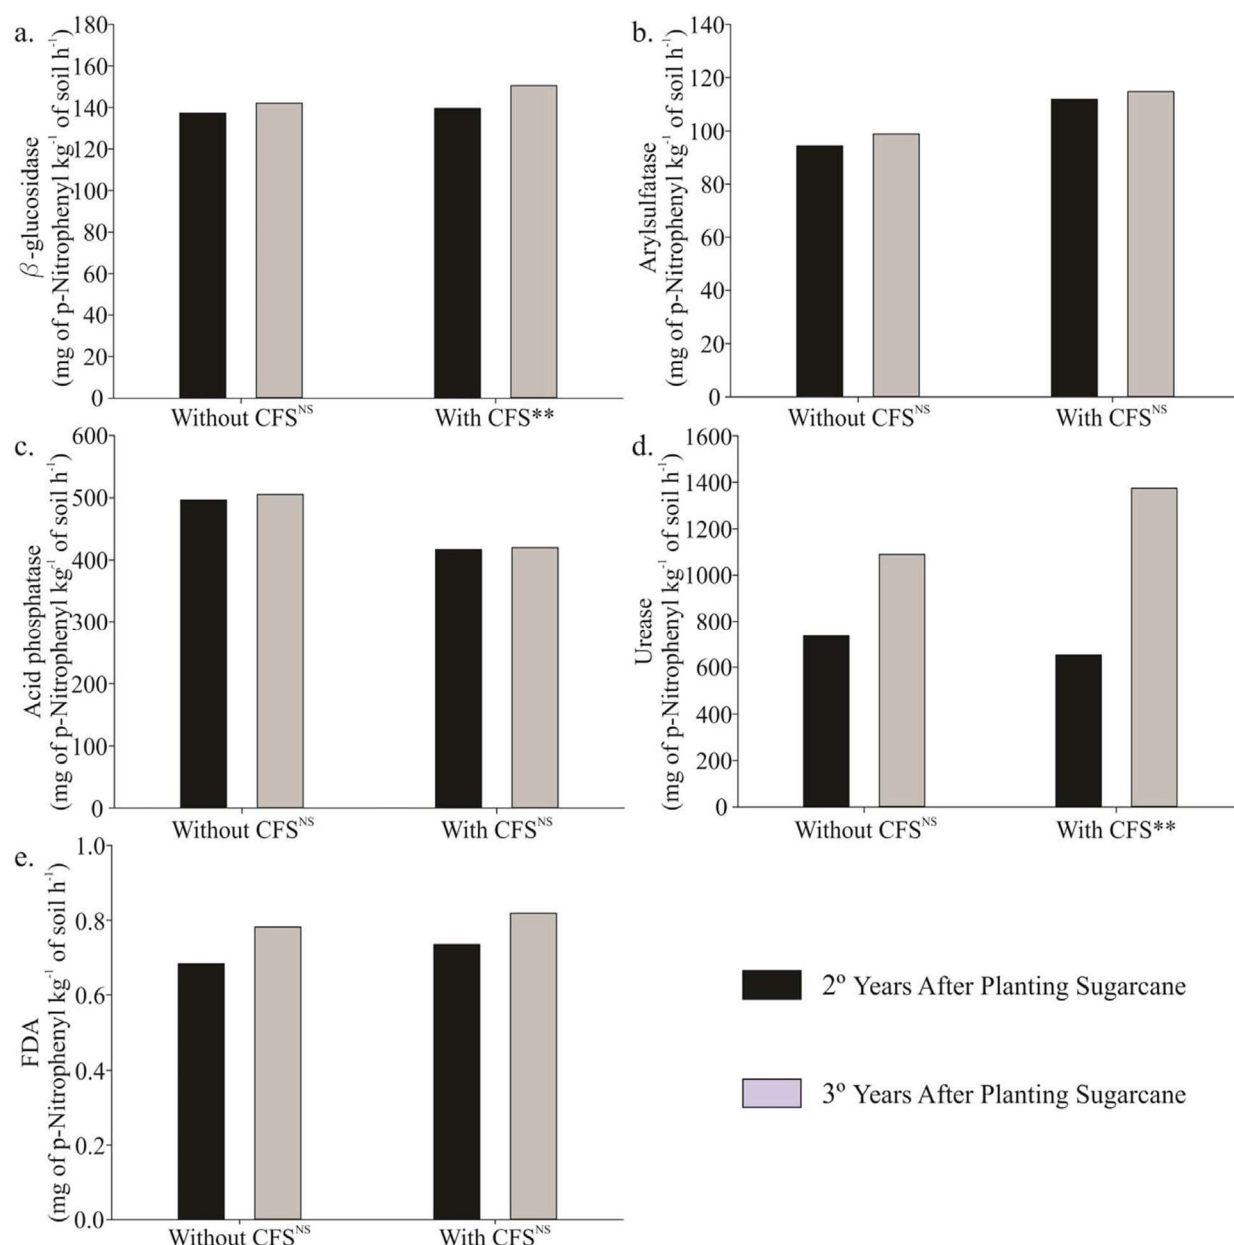 a.
β-glucosidase
(mg of p-Nitrophenyl kg⁻¹ of soil h⁻¹)
180
160
140
120
100
80
60
40
20
0
Without CFS^NS
With CFS**
b.
Arylsulfatase
(mg of p-Nitrophenyl kg⁻¹ of soil h⁻¹)
140
120
100
80
60
40
20
0
Without CFS^NS
With CFS^NS
c.
Acid phosphatase
(mg of p-Nitrophenyl kg⁻¹ of soil h⁻¹)
600
500
400
300
200
100
0
Without CFS^NS
With CFS^NS
d.
Urease
(mg of p-Nitrophenyl kg⁻¹ of soil h⁻¹)
1600
1400
1200
1000
800
600
400
200
0
Without CFS^NS
With CFS**
e.
FDA
(mg of p-Nitrophenyl kg⁻¹ of soil h⁻¹)
1.0
0.8
0.6
0.4
0.2
0.0
Without CFS^NS
With CFS^NS
2º Years After Planting Sugarcane
3º Years After Planting Sugarcane